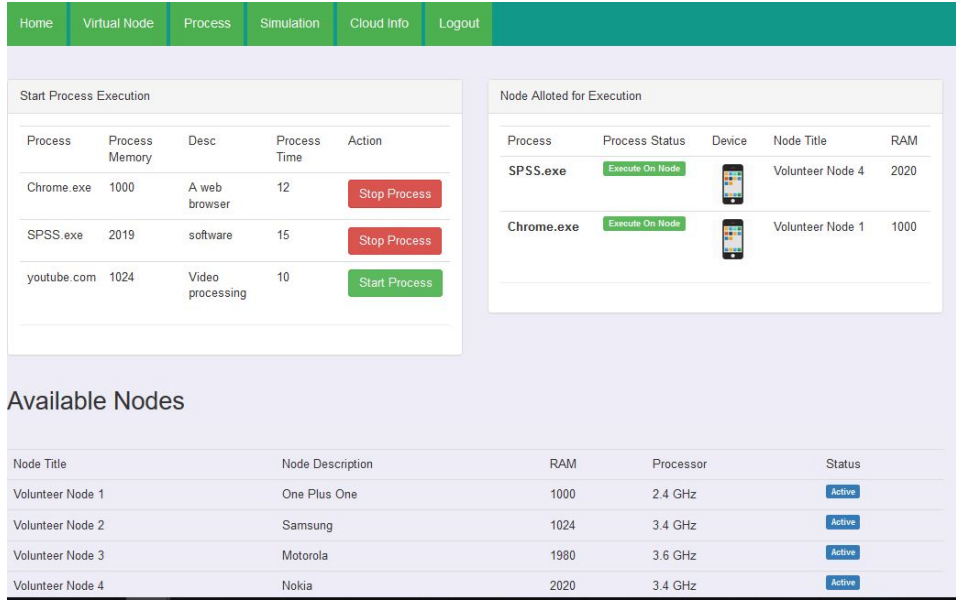 Home Virtual Node Process Simulation Cloud Info Logout
Start Process Execution
Process Process Memory Desc Process Time Action
Chrome.exe 1000 A web browser 12 Stop Process
SPSS.exe 2019 software 15 Stop Process
youtube.com 1024 Video processing 10 Start Process
Node Alloted for Execution
Process Process Status Device Node Title RAM
SPSS.exe Execute On Node Volunteer Node 4 2020
Chrome.exe Execute On Node Volunteer Node 1 1000
Available Nodes
Node Title Node Description RAM Processor Status
Volunteer Node 1 One Plus One 1000 2.4 GHz Active
Volunteer Node 2 Samsung 1024 3.4 GHz Active
Volunteer Node 3 Motorola 1980 3.6 GHz Active
Volunteer Node 4 Nokia 2020 3.4 GHz Active